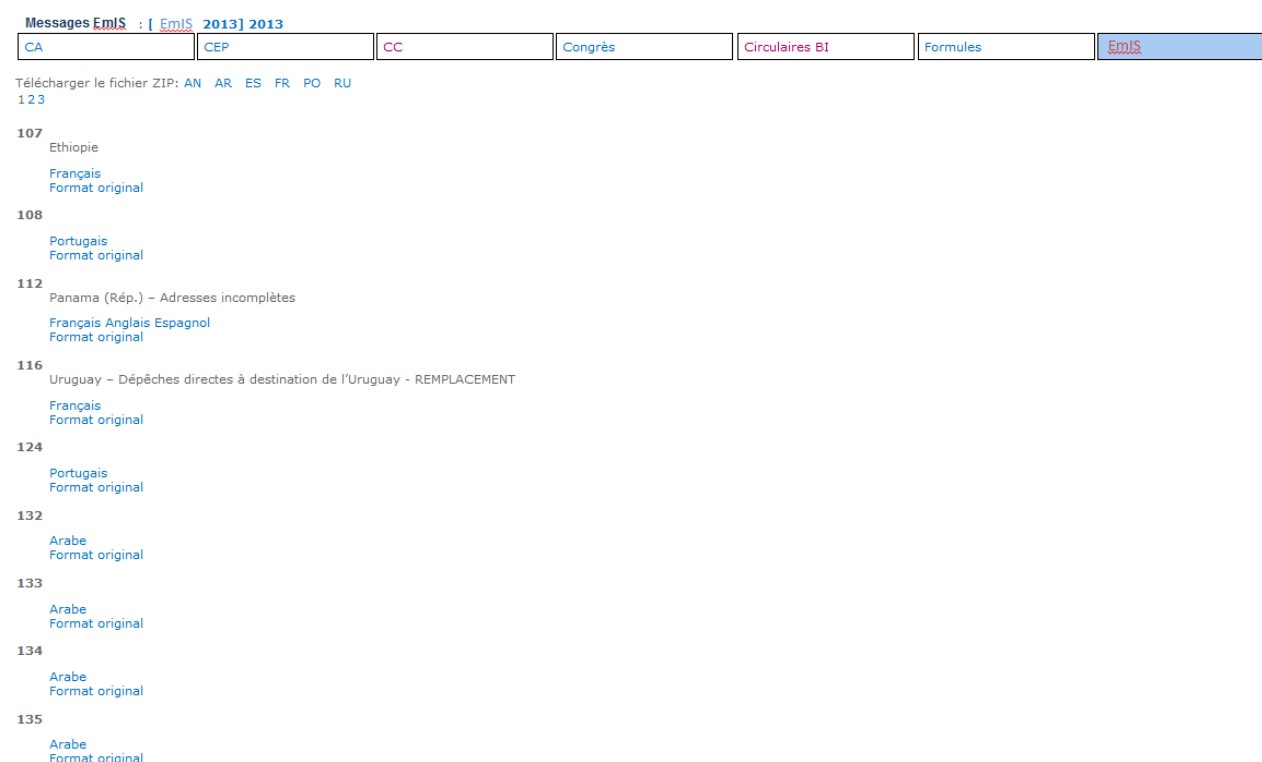 Messages EmIS : [ EmIS 2013] 2013
CA CEP CC Congrès Circulaires BI Formules EmIS
Télécharger le fichier ZIP: AN AR ES FR PO RU
1 2 3
107
Ethiopie
Français
Format original
108
Portugais
Format original
112
Panama (Rép.) – Adresses incomplètes
Français Anglais Espagnol
Format original
116
Uruguay – Dépêches directes à destination de l’Uruguay - REMPLACEMENT
Français
Format original
124
Portugais
Format original
132
Arabe
Format original
133
Arabe
Format original
134
Arabe
Format original
135
Arabe
Format original